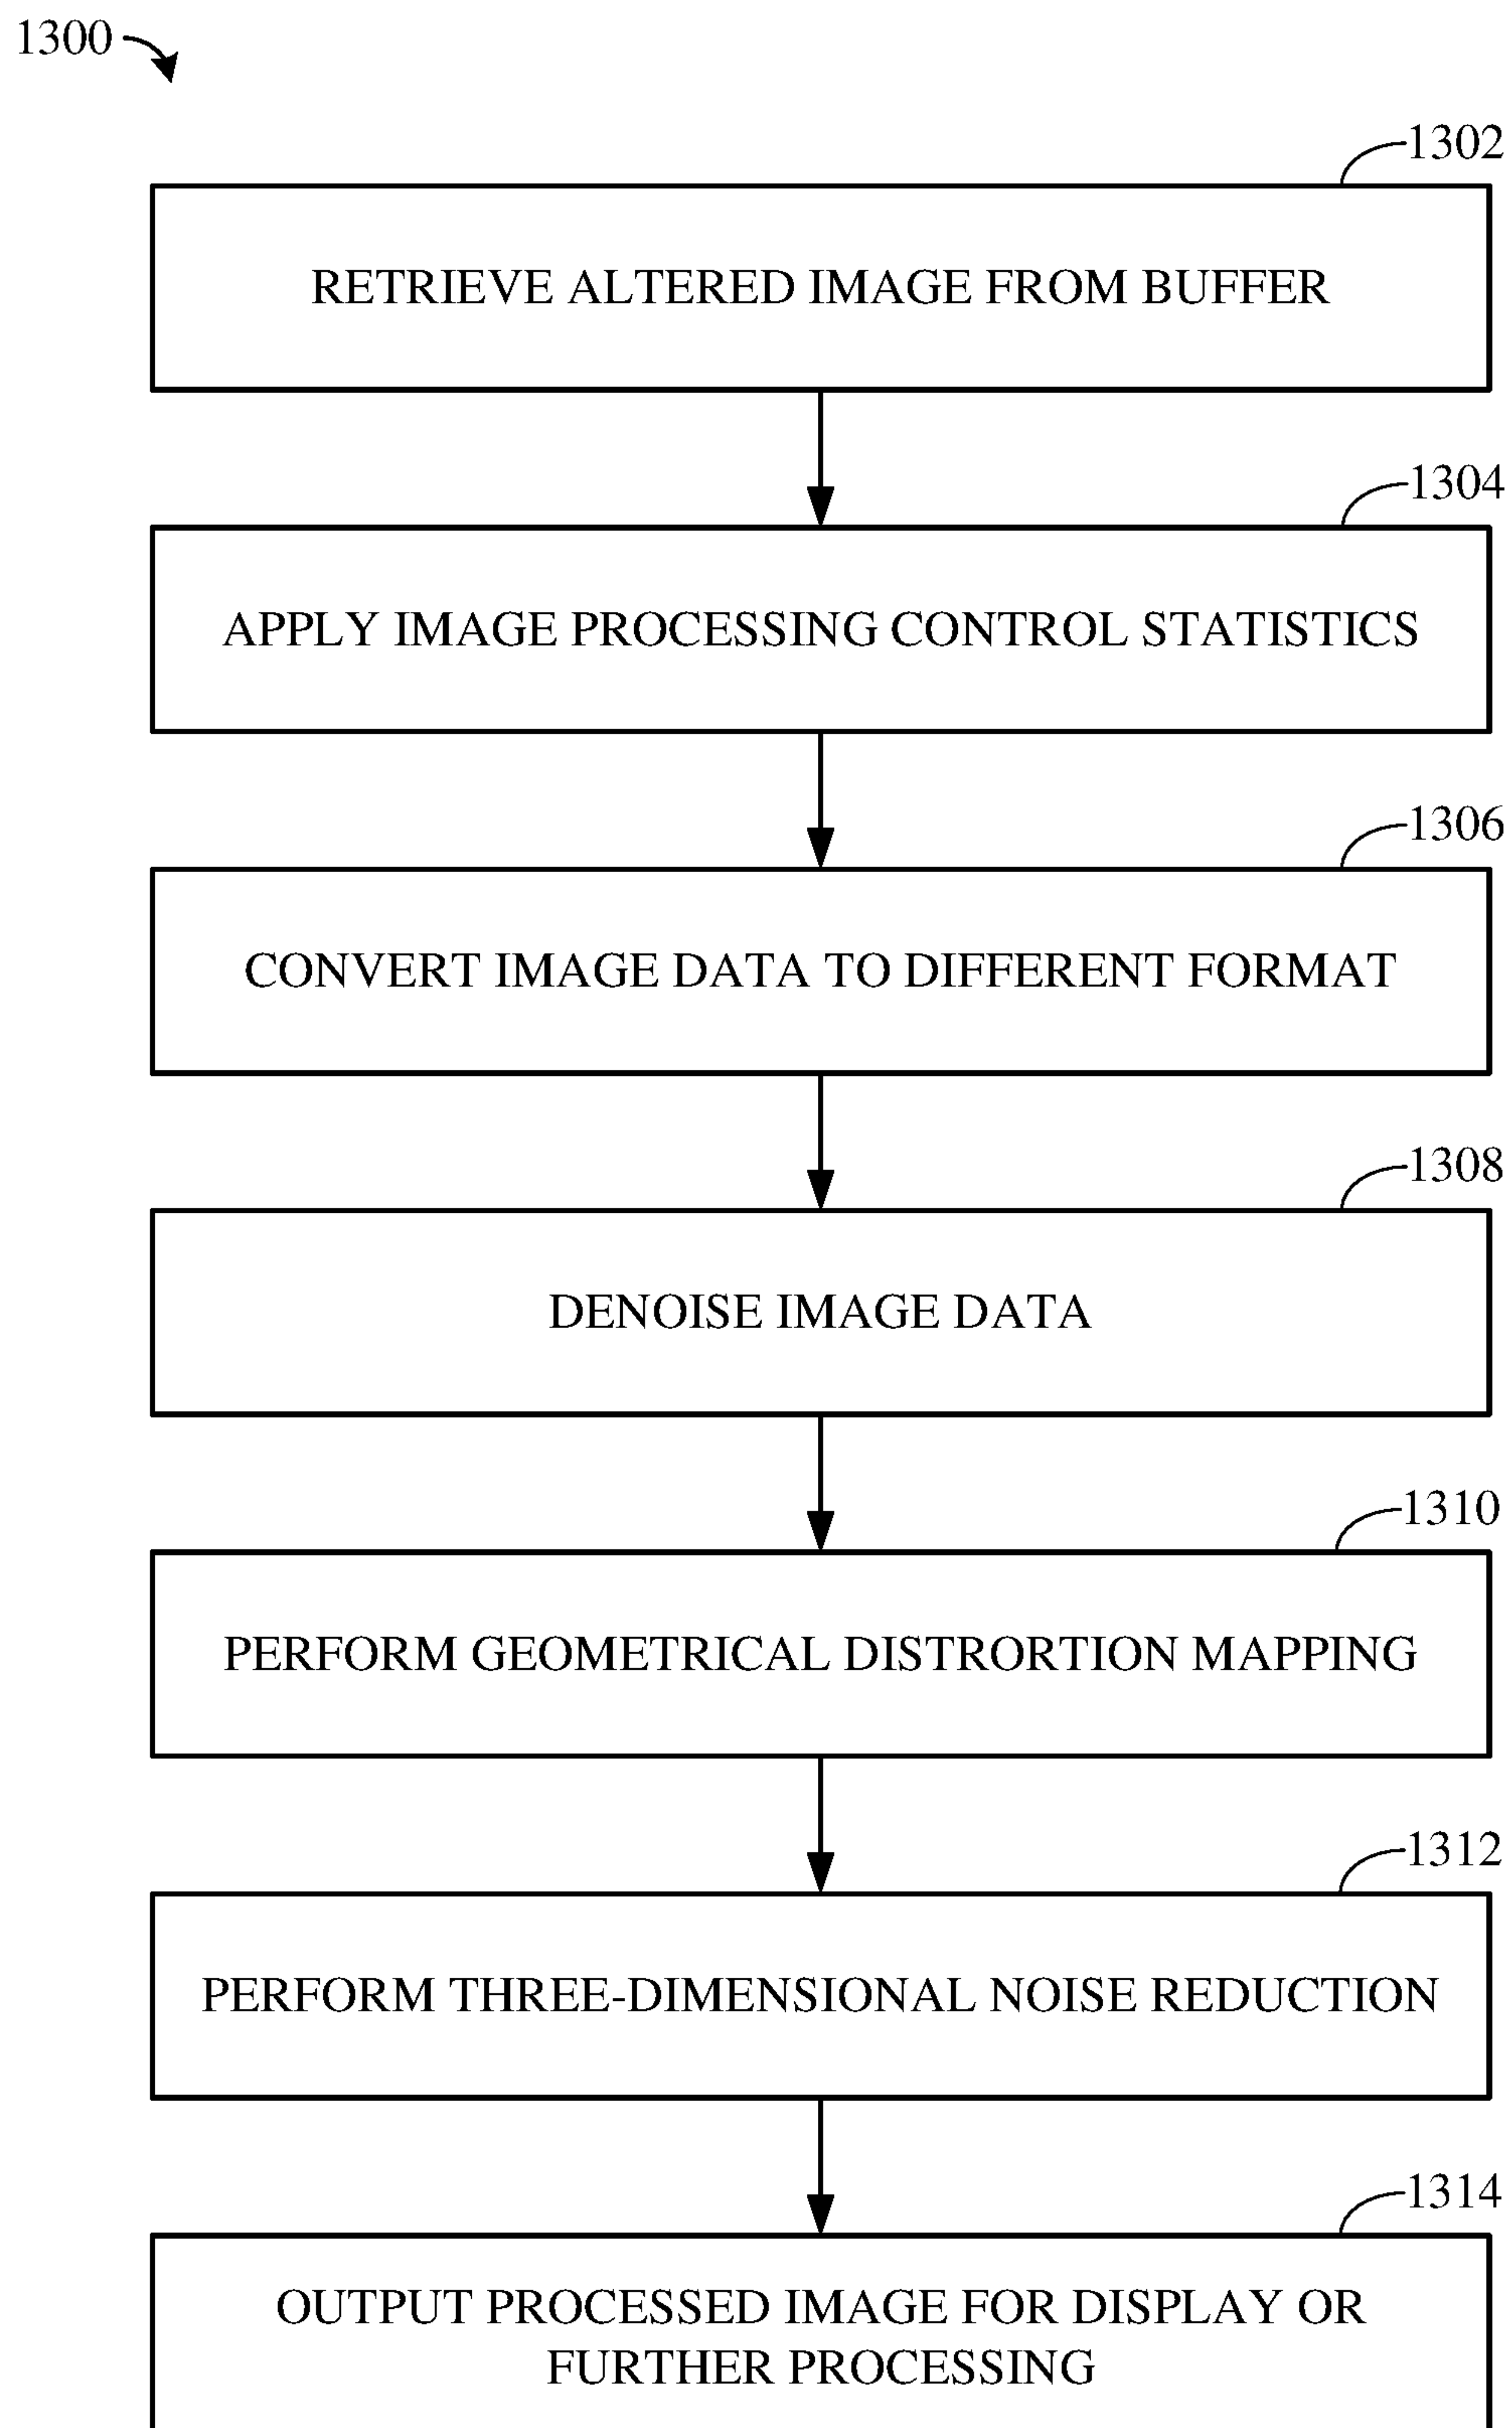 1300
1302
RETRIEVE ALTERED IMAGE FROM BUFFER
1304
APPLY IMAGE PROCESSING CONTROL STATISTICS
1306
CONVERT IMAGE DATA TO DIFFERENT FORMAT
1308
DENOISE IMAGE DATA
1310
PERFORM GEOMETRICAL DISTRORTION MAPPING
1312
PERFORM THREE-DIMENSIONAL NOISE REDUCTION
1314
OUTPUT PROCESSED IMAGE FOR DISPLAY OR
FURTHER PROCESSING